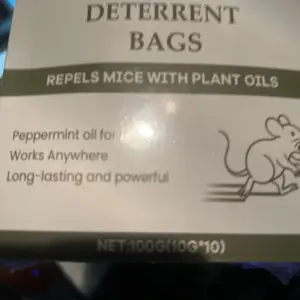 DETERRENT
BAGS
REPELS MICE WITH PLANT OILS
Peppermint oil for
Works Anywhere
Long-lasting and powerful
NET:100G(10G*10)